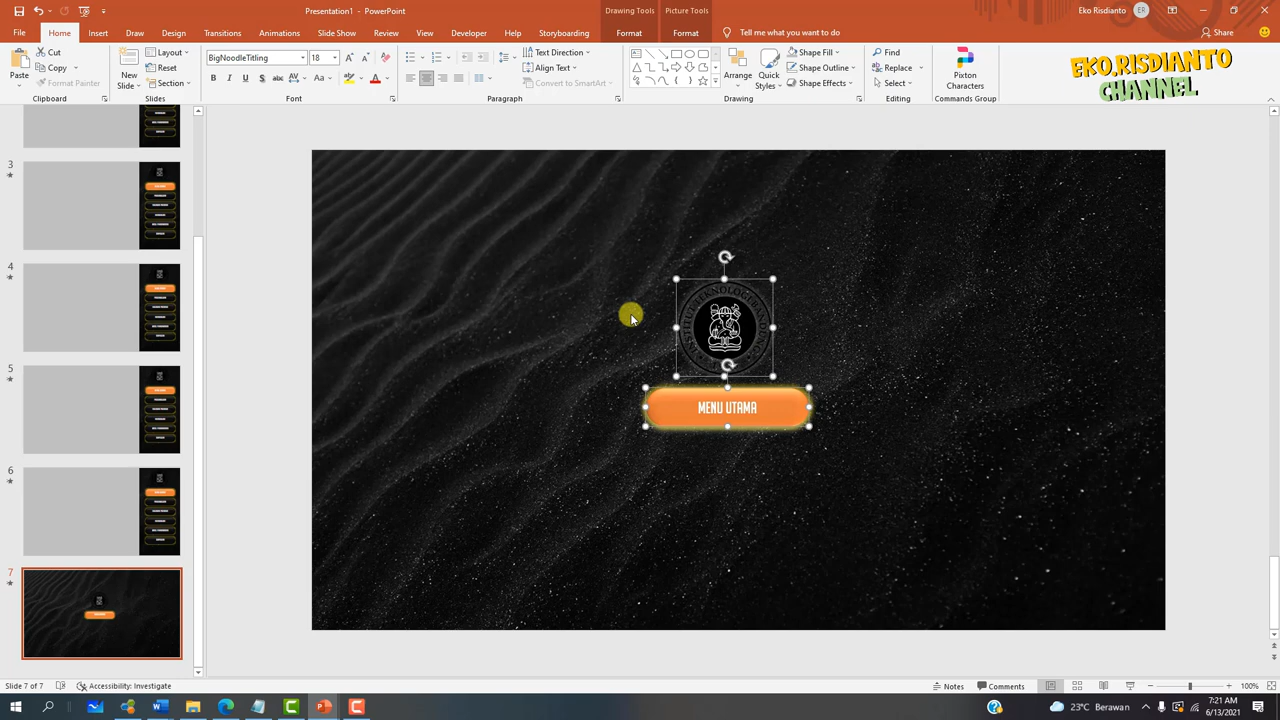 Presentation1 - PowerPoint
Drawing Tools
Picture Tools
Eko Risdianto
ER
File
Home
Insert
Draw
Design
Transitions
Animations
Slide Show
Review
View
Developer
Help
Storyboarding
Format
Format
Tell me what you want to do
Share
Paste
Cut
Copy
Format Painter
Clipboard
New
Slide
Layout
Reset
Section
Slides
BigNoodleTitling
18
Font
Text Direction
Align Text
Convert to SmartArt
Paragraph
Arrange
Quick
Styles
Shape Fill
Shape Outline
Shape Effects
Drawing
Find
Replace
Select
Editing
Pixton
Characters
Commands Group
EKO.RISDIANTO
CHANNEL
3
4
5
6
7
MENU UTAMA
Slide 7 of 7
Accessibility: Investigate
Notes
Comments
100%
23°C Berawan
7:21 AM
6/13/2021